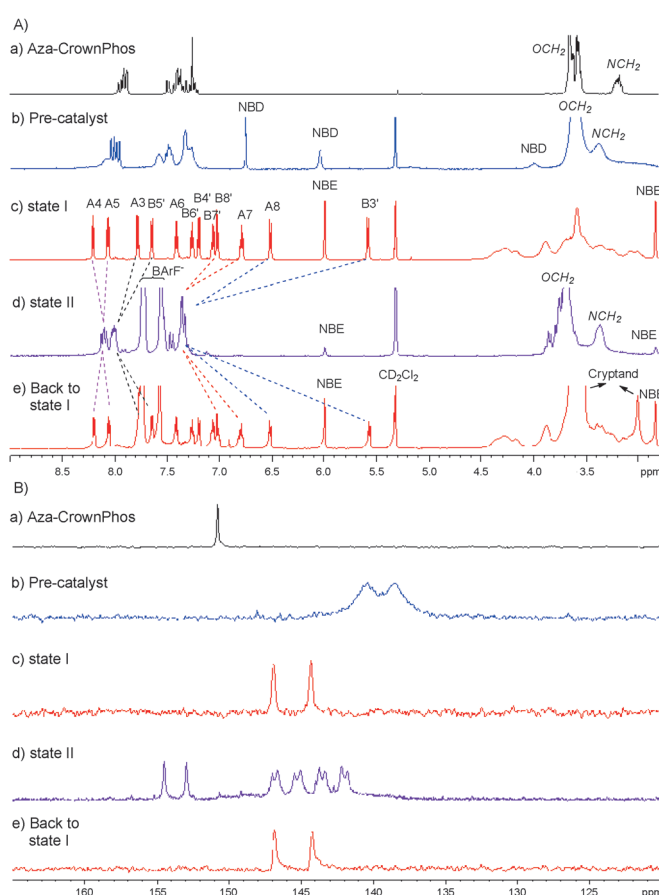 A)
a) Aza-CrownPhos
OCH2
NCH2
b) Pre-catalyst
NBD
NBD
NBD
OCH2
NCH2
c) state I
A4 A5 A3 B5' A6 B6' B4' B7' B8' A7 A8 NBE B3' NBE
BArF-
d) state II
NBE
OCH2
NCH2
NBE
e) Back to
state I
NBE
CD2Cl2
Cryptand
NBE
8.5 8.0 7.5 7.0 6.5 6.0 5.5 5.0 4.5 4.0 3.5 ppm
B)
a) Aza-CrownPhos
b) Pre-catalyst
c) state I
d) state II
e) Back to
state I
160 155 150 145 140 135 130 125 ppm